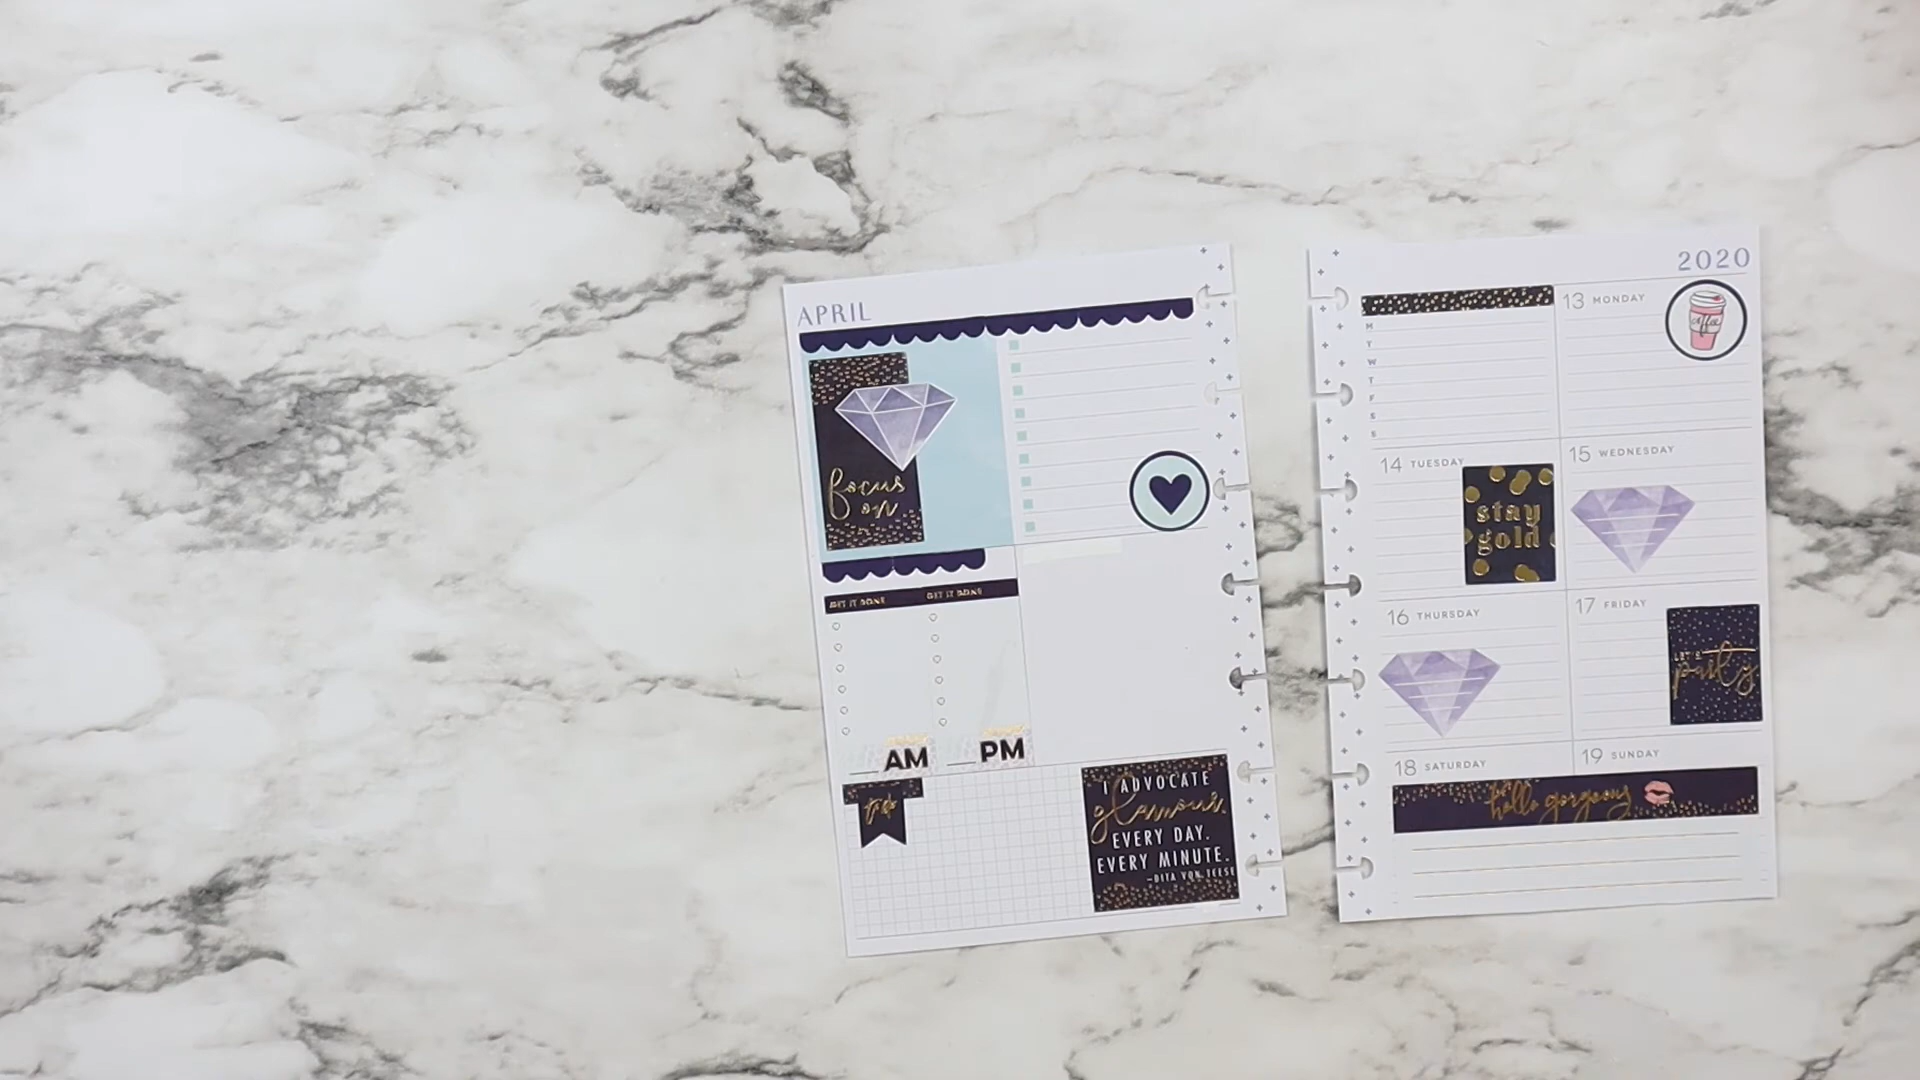 APRIL
focus
on
GET IT DONE GET IT DONE
AM PM
I ADVOCATE
glamour.
EVERY DAY.
EVERY MINUTE.
~DITA VON TEESE
2020
M
T
W
T
F
S
S
13 MONDAY
coffee
14 TUESDAY
stay
gold
15 WEDNESDAY
16 THURSDAY
17 FRIDAY
LET'S
party
18 SATURDAY
19 SUNDAY
hello gorgeous